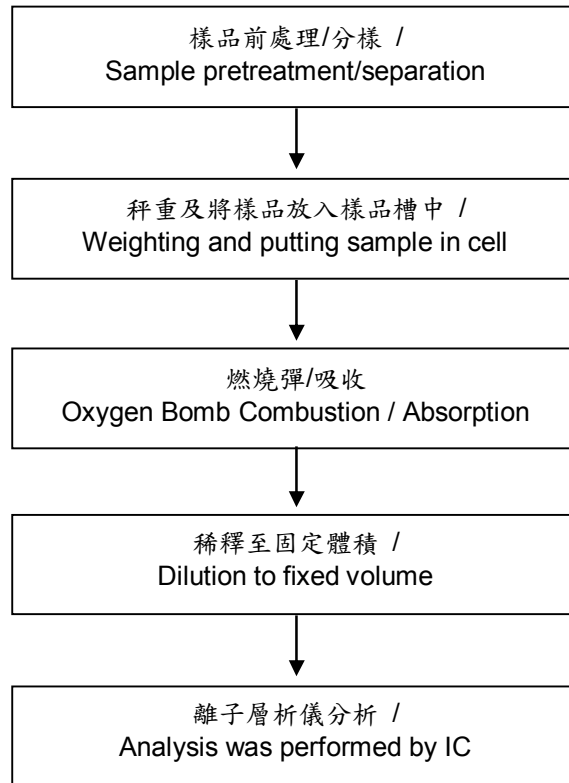 樣品前處理/分樣 /
Sample pretreatment/separation
秤重及將樣品放入樣品槽中 /
Weighting and putting sample in cell
燃燒彈/吸收
Oxygen Bomb Combustion / Absorption
稀釋至固定體積 /
Dilution to fixed volume
離子層析儀分析 /
Analysis was performed by IC